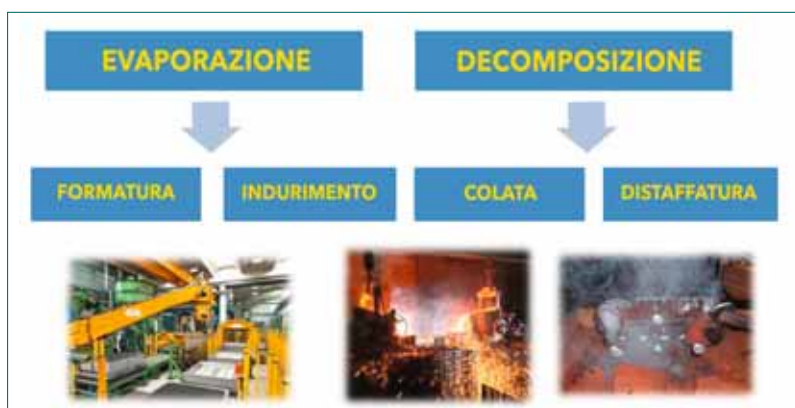 EVAPORAZIONE
DECOMPOSIZIONE
FORMATURA
INDURIMENTO
COLATA
DISTAFFATURA